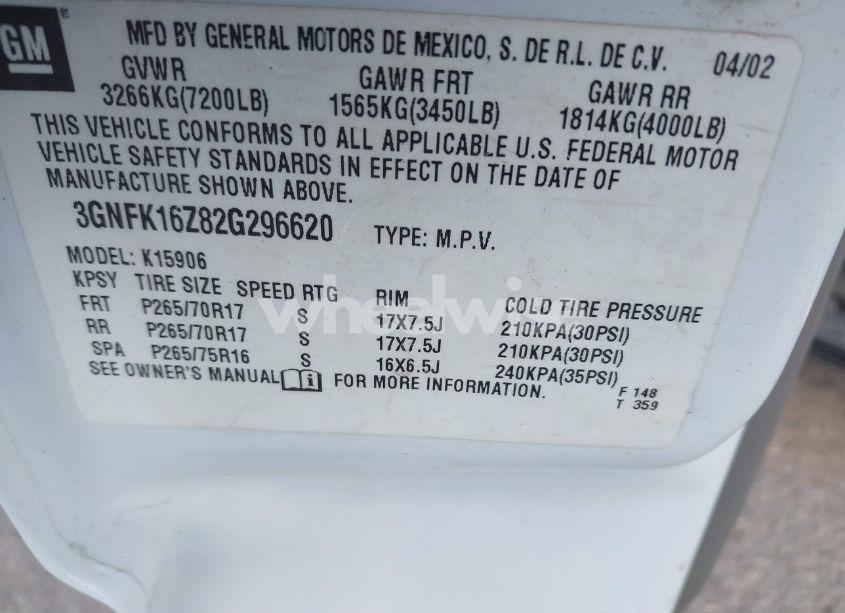 GM ®
MFD BY GENERAL MOTORS DE MEXICO, S. DE R.L. DE C.V. 04/02
GVWR GAWR FRT GAWR RR
3266KG(7200LB) 1565KG(3450LB) 1814KG(4000LB)
THIS VEHICLE CONFORMS TO ALL APPLICABLE U.S. FEDERAL MOTOR
VEHICLE SAFETY STANDARDS IN EFFECT ON THE DATE OF
MANUFACTURE SHOWN ABOVE.
3GNFK16Z82G296620 TYPE: M.P.V.
MODEL: K15906
KPSY TIRE SIZE SPEED RTG RIM COLD TIRE PRESSURE
FRT P265/70R17 S 17X7.5J 210KPA(30PSI)
RR P265/70R17 S 17X7.5J 210KPA(30PSI)
SPA P265/75R16 S 16X6.5J 240KPA(35PSI)
SEE OWNER'S MANUAL i FOR MORE INFORMATION.
F 148
T 359
wheelwise